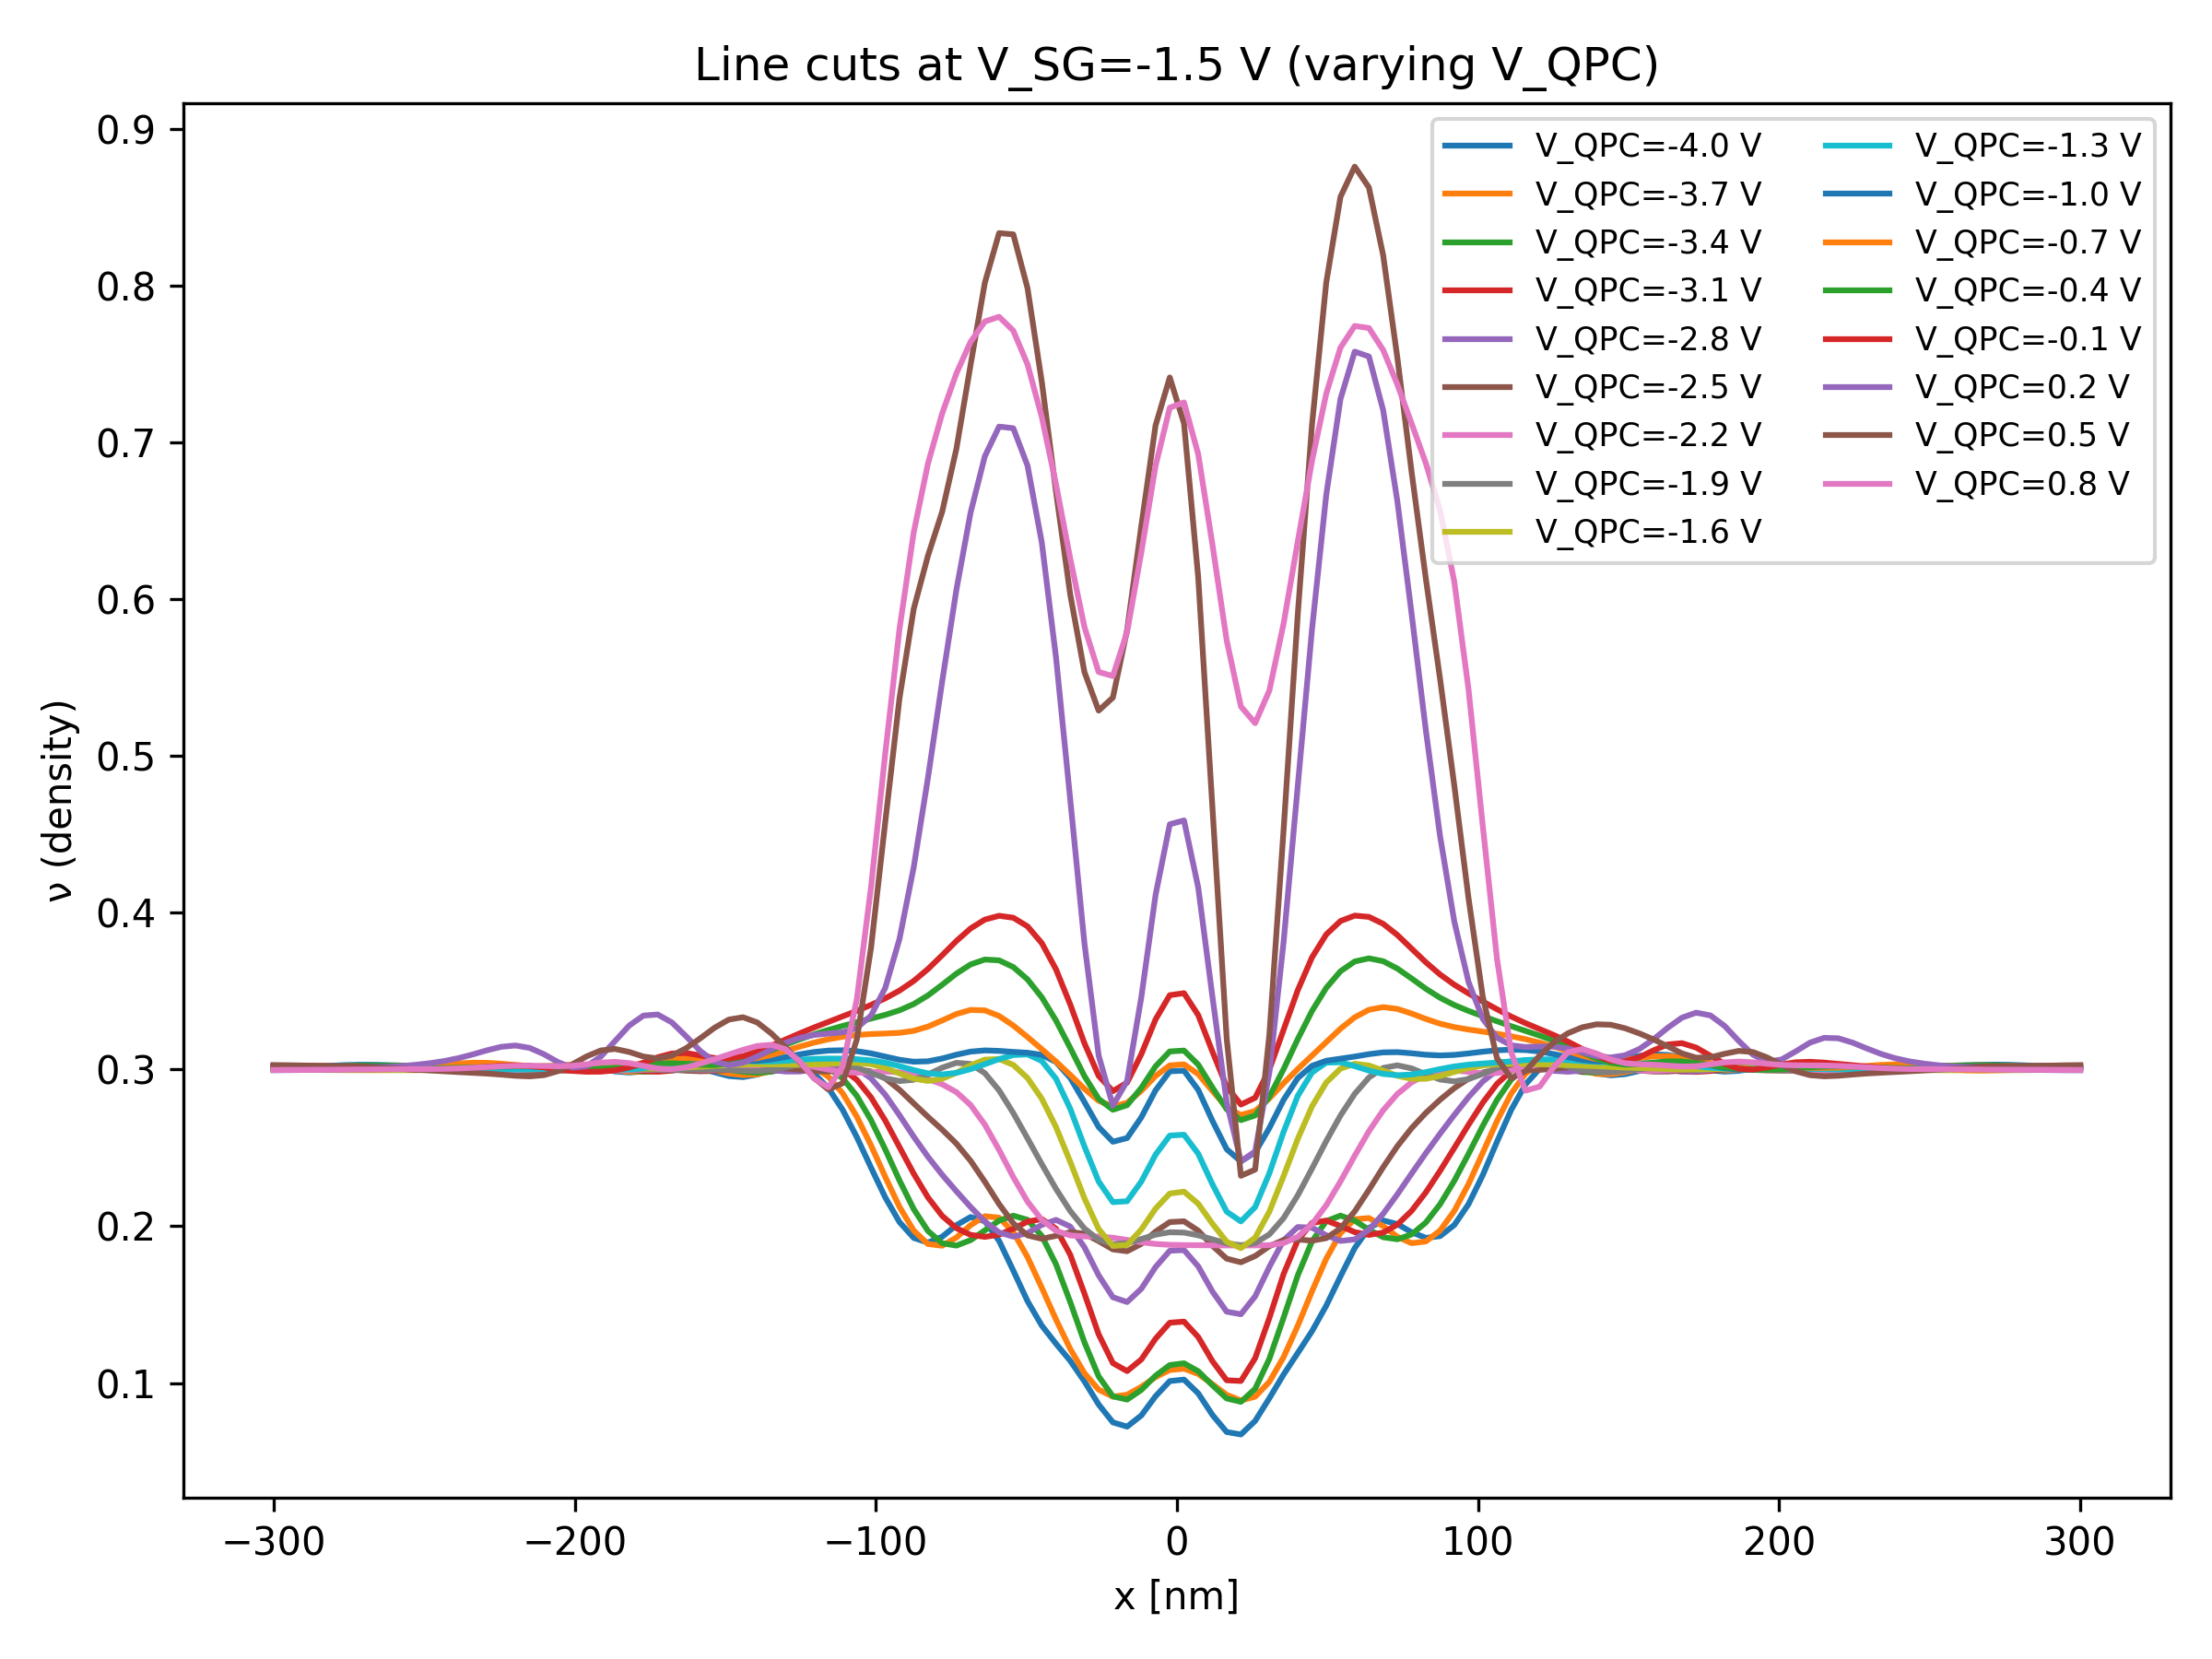 Line cuts at V_SG=-1.5 V (varying V_QPC)
V_QPC=-4.0 V
V_QPC=-3.7 V
V_QPC=-3.4 V
V_QPC=-3.1 V
V_QPC=-2.8 V
V_QPC=-2.5 V
V_QPC=-2.2 V
V_QPC=-1.9 V
V_QPC=-1.6 V
V_QPC=-1.3 V
V_QPC=-1.0 V
V_QPC=-0.7 V
V_QPC=-0.4 V
V_QPC=-0.1 V
V_QPC=0.2 V
V_QPC=0.5 V
V_QPC=0.8 V
ν (density)
0.9
0.8
0.7
0.6
0.5
0.4
0.3
0.2
0.1
−300
−200
−100
0
100
200
300
x [nm]